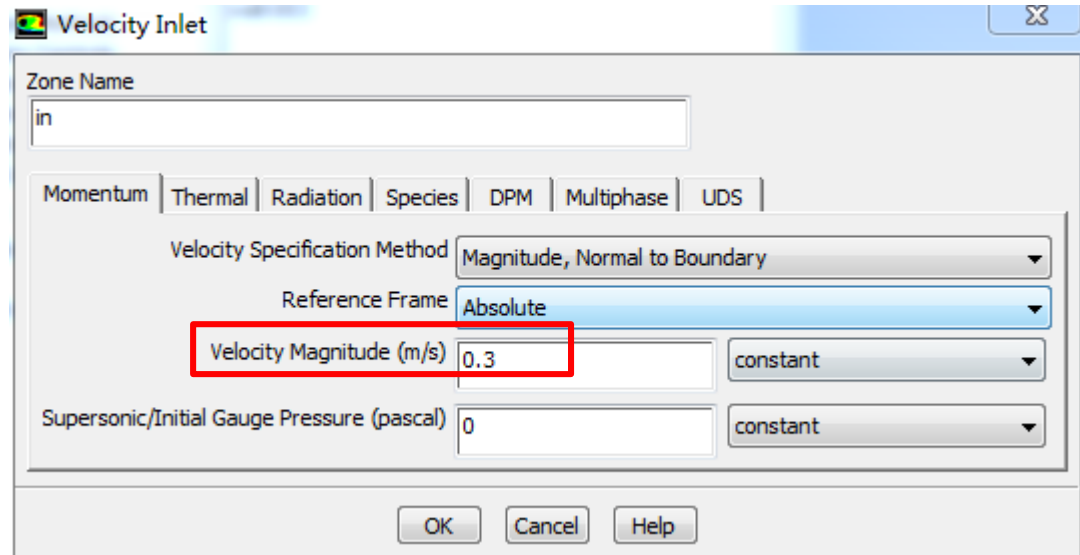 Velocity Inlet
Zone Name
in
Momentum Thermal Radiation Species DPM Multiphase UDS
Velocity Specification Method Magnitude, Normal to Boundary
Reference Frame Absolute
Velocity Magnitude (m/s) 0.3 constant
Supersonic/Initial Gauge Pressure (pascal) 0 constant
OK Cancel Help